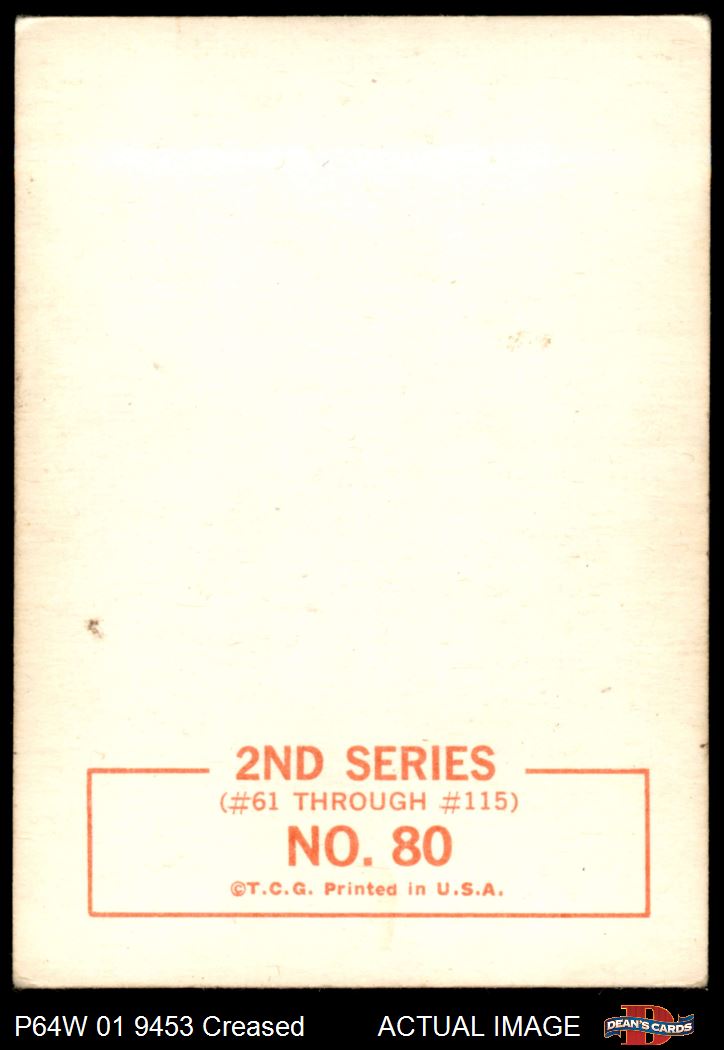 2ND SERIES
(#61 THROUGH #115)
NO. 80
©T.C.G. Printed in U.S.A.
P64W 01 9453 Creased ACTUAL IMAGE DEAN'S CARDS